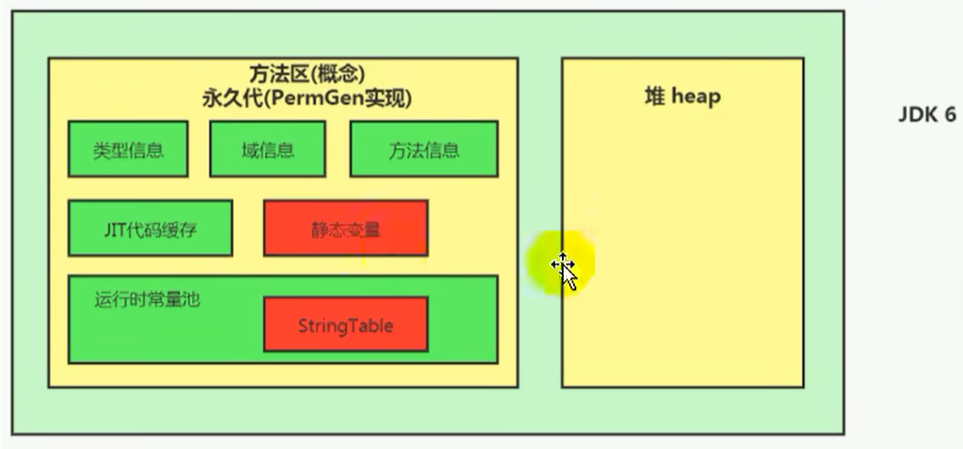 方法区(概念)
永久代(PermGen实现)
堆 heap
JDK 6
类型信息
域信息
方法信息
JIT代码缓存
静态变量
运行时常量池
StringTable